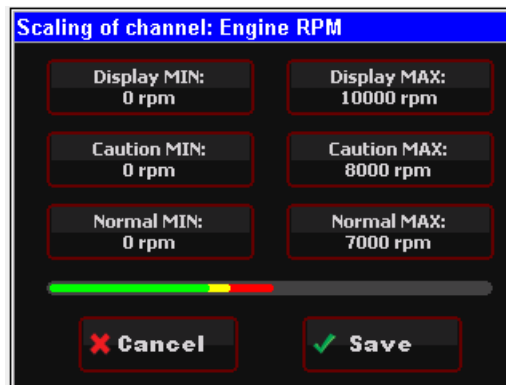 Scaling of channel: Engine RPM
Display MIN:
0 rpm
Display MAX:
10000 rpm
Caution MIN:
0 rpm
Caution MAX:
8000 rpm
Normal MIN:
0 rpm
Normal MAX:
7000 rpm
Cancel
Save